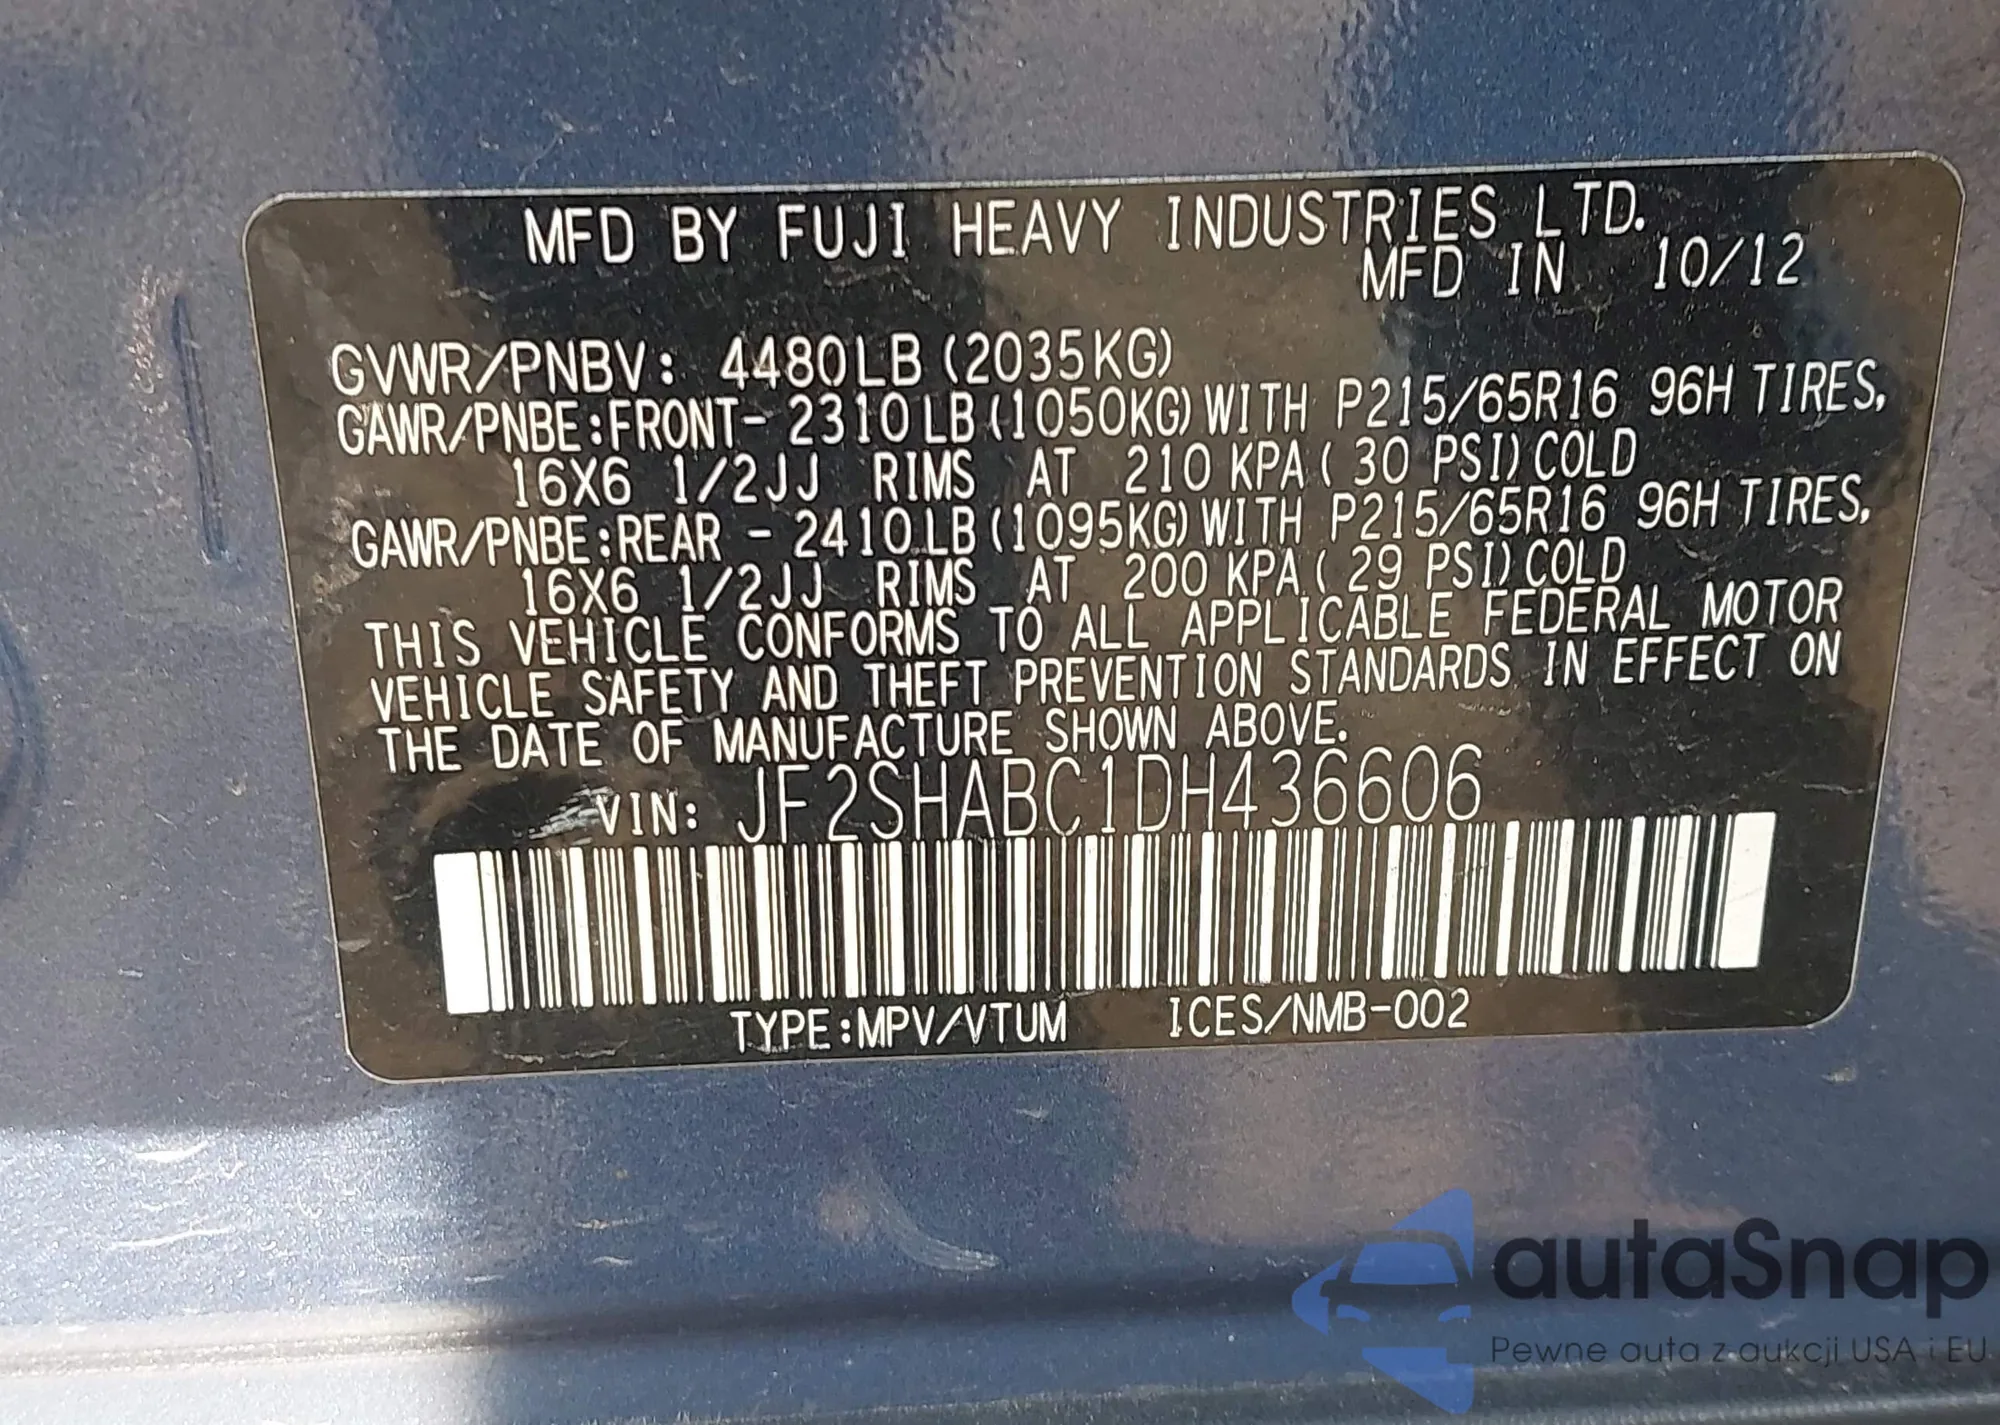 MFD BY FUJI HEAVY INDUSTRIES LTD.
MFD IN 10/12
GVWR/PNBV: 4480LB (2035KG)
GAWR/PNBE:FRONT- 2310LB(1050KG)WITH P215/65R16 96H TIRES,
16X6 1/2JJ RIMS AT 210 KPA( 30 PSI)COLD
GAWR/PNBE:REAR - 2410LB(1095KG)WITH P215/65R16 96H TIRES,
16X6 1/2JJ RIMS AT 200 KPA( 29 PSI)COLD
THIS VEHICLE CONFORMS TO ALL APPLICABLE FEDERAL MOTOR
VEHICLE SAFETY AND THEFT PREVENTION STANDARDS IN EFFECT ON
THE DATE OF MANUFACTURE SHOWN ABOVE.
VIN: JF2SHABC1DH436606
TYPE:MPV/VTUM ICES/NMB-002
autaSnap
Pewne auta z aukcji USA i EU